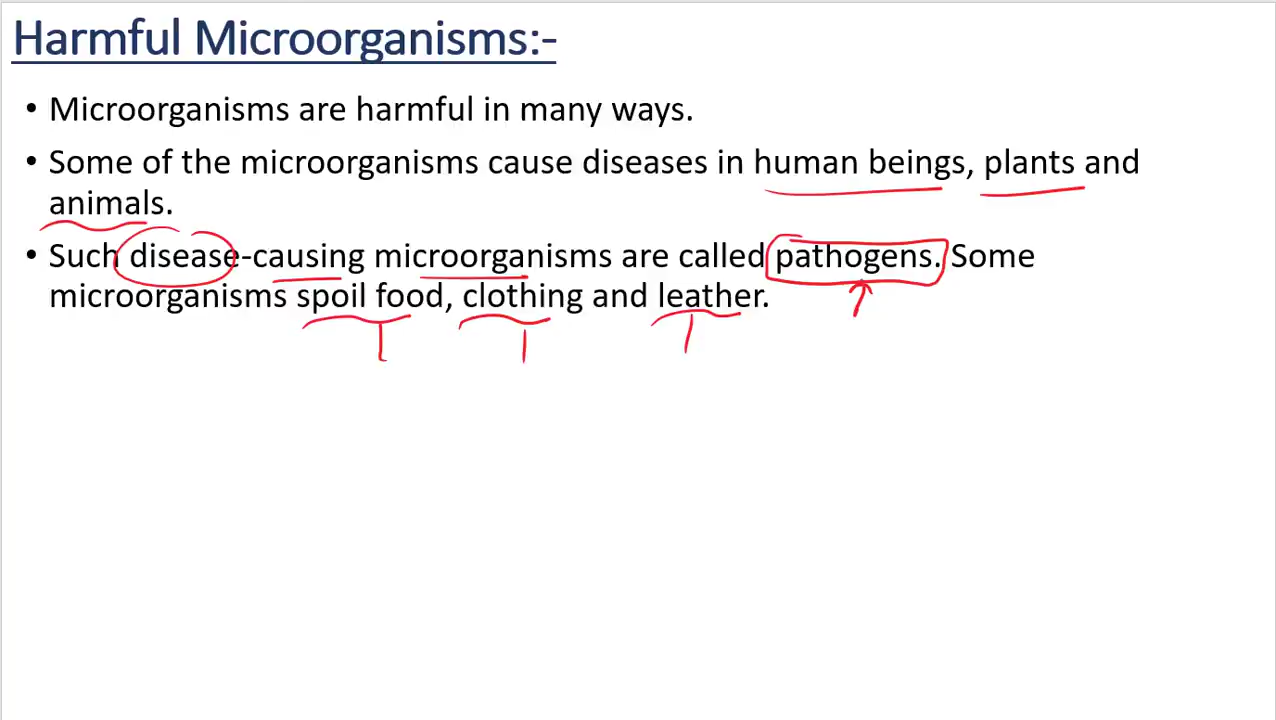 Harmful Microorganisms:-
• Microorganisms are harmful in many ways.
• Some of the microorganisms cause diseases in human beings, plants and
animals.
• Such disease-causing microorganisms are called pathogens. Some
microorganisms spoil food, clothing and leather.